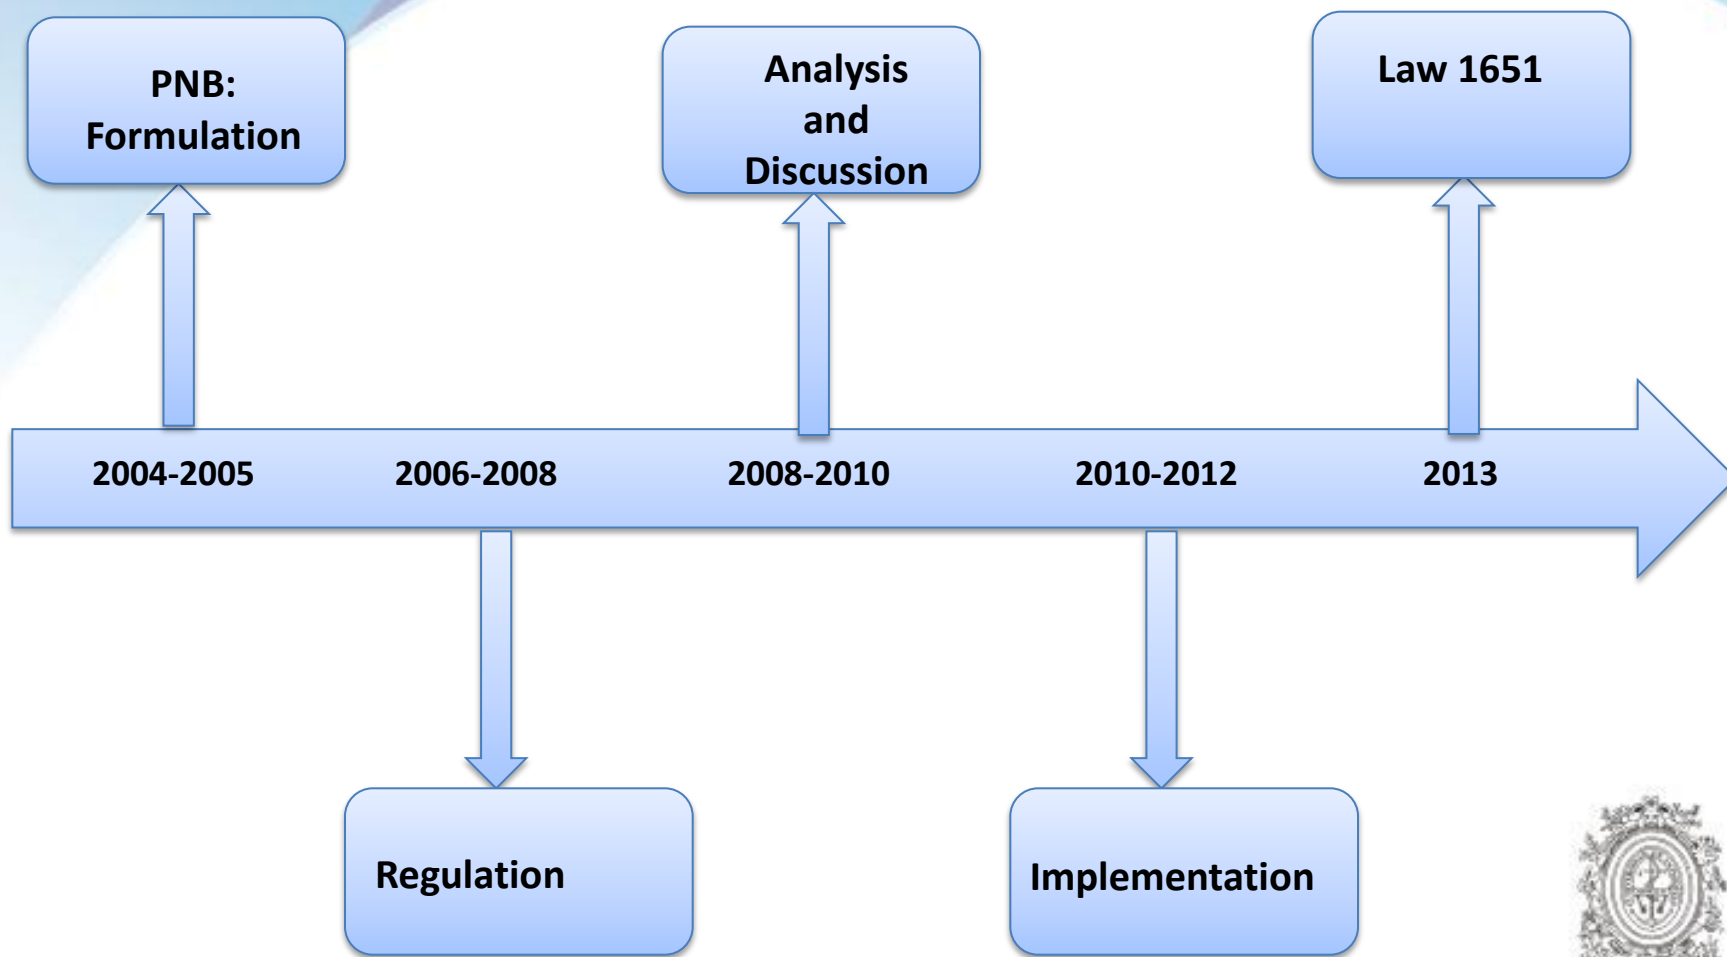 PNB:
Formulation
Analysis
and
Discussion
Law 1651
2004-2005
2006-2008
2008-2010
2010-2012
2013
Regulation
Implementation